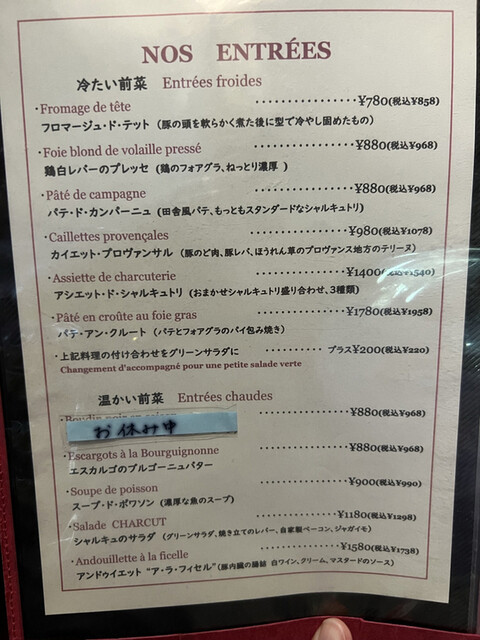 NOS ENTRÉES
冷たい前菜 Entrées froides
・Fromage de tête ················¥780(税込¥858)
フロマージュ・ド・テット (豚の頭を軟らかく煮た後に型で冷やし固めたもの)
・Foie blond de volaille pressé ················¥880(税込¥968)
鶏白レバーのプレッセ (鶏のフォアグラ、ねっとり濃厚 )
・Pâté de campagne ················¥880(税込¥968)
パテ・ド・カンパーニュ (田舎風パテ、もっともスタンダードなシャルキュトリ)
・Caillettes provençales ··············¥980(税込¥1078)
カイエット・プロヴァンサル (豚のど肉、豚レバ、ほうれん草のプロヴァンス地方のテリーヌ)
・Assiette de charcuterie ··············¥1400(税込¥1540)
アシエット・ド・シャルキュトリ (おまかせシャルキュトリ盛り合わせ、3種類)
・Pâté en croûte au foie gras ··············¥1780(税込¥1958)
パテ・アン・クルート (パテとフォアグラのパイ包み焼き)
・上記料理の付け合わせをグリーンサラダに ·········· プラス¥200(税込¥220)
Changement d'accompagné pour une petite salade verte
温かい前菜 Entrées chaudes
················¥880(税込¥968)
お休み中
・Escargots à la Bourguignonne ················¥880(税込¥968)
エスカルゴのブルゴーニュバター
・Soupe de poisson ················¥900(税込¥990)
スープ・ド・ポワソン (濃厚な魚のスープ)
・Salade CHARCUT ··············¥1180(税込¥1298)
シャルキュのサラダ (グリーンサラダ、焼き立てのレバー、自家製ベーコン、ジャガイモ)
・Andouillette à la ficelle ··············¥1580(税込¥1738)
アンドゥイエット “ア・ラ・フィセル” (豚内臓の腸詰 白ワイン、クリーム、マスタードのソース)